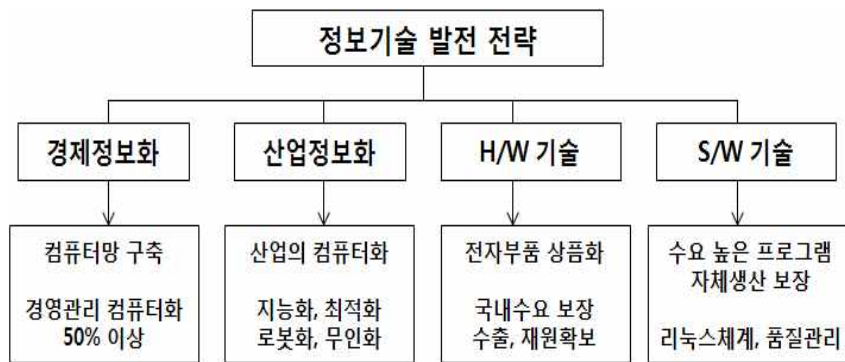 정보기술 발전 전략
경제정보화
산업정보화
H/W 기술
S/W 기술
컴퓨터망 구축
경영관리 컴퓨터화
50% 이상
산업의 컴퓨터화
지능화, 최적화
로봇화, 무인화
전자부품 상품화
국내수요 보장
수출, 재원확보
수요 높은 프로그램
자체생산 보장
리눅스체계, 품질관리